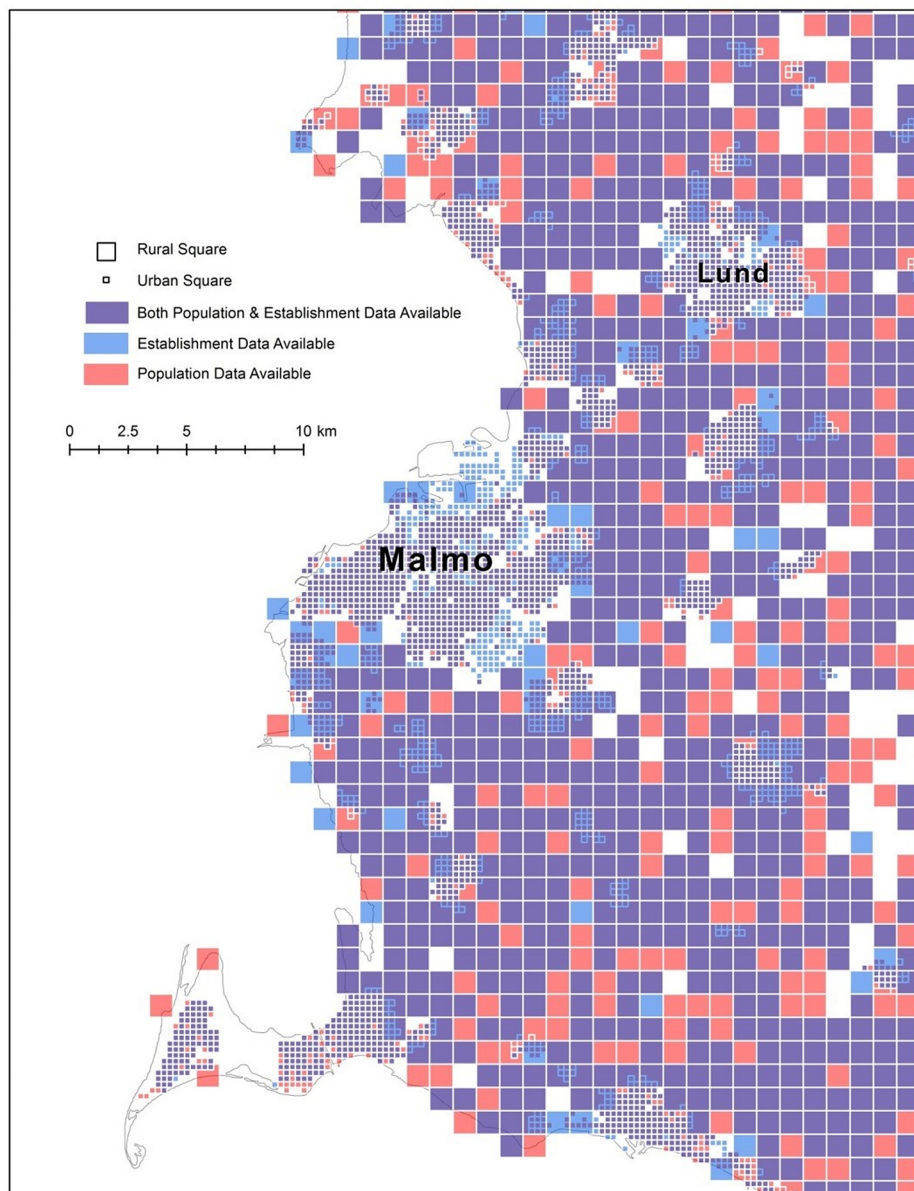 Lund
Rural Square
Urban Square
Both Population & Establishment Data Available
Establishment Data Available
Population Data Available
0 2.5 5 10 km
Malmo